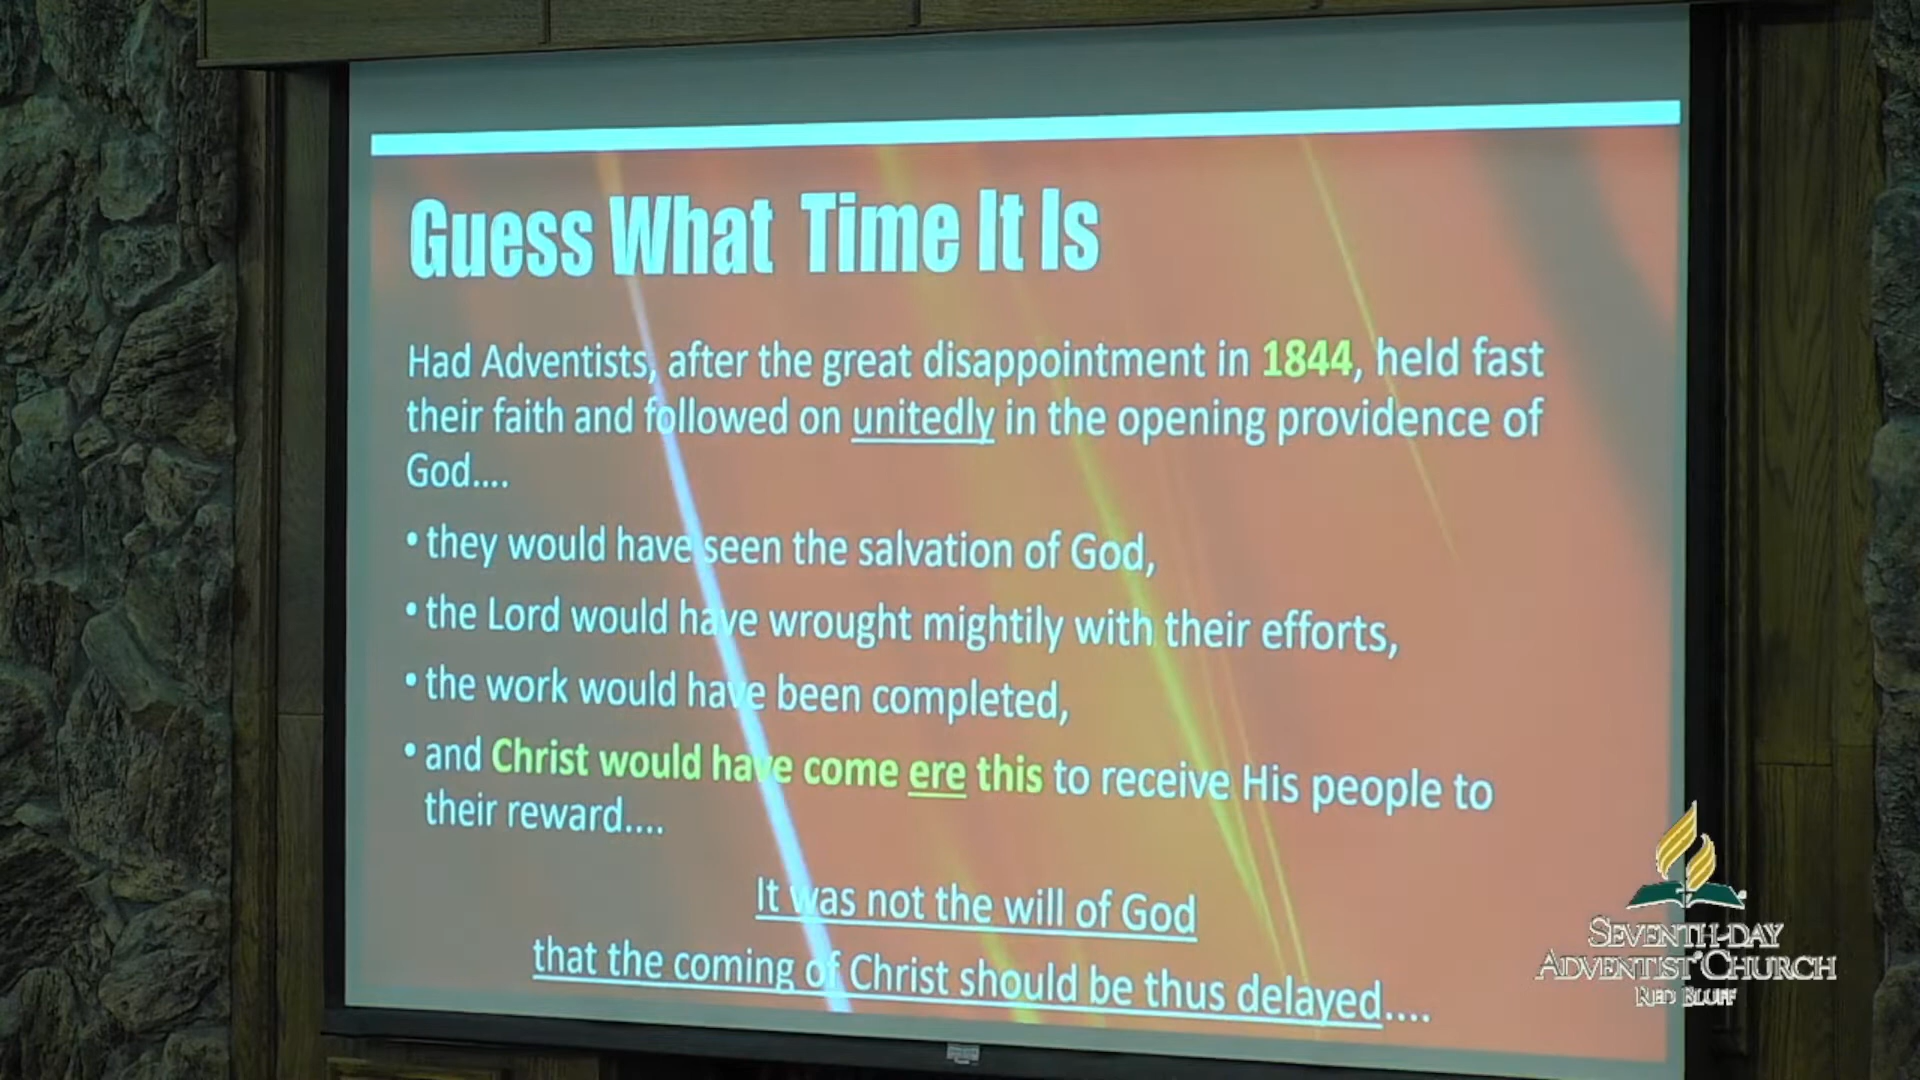 Guess What Time It Is
Had Adventists, after the great disappointment in 1844, held fast
their faith and followed on unitedly in the opening providence of
God....
• they would have seen the salvation of God,
• the Lord would have wrought mightily with their efforts,
• the work would have been completed,
• and Christ would have come ere this to receive His people to
their reward....
It was not the will of God
that the coming of Christ should be thus delayed....
SEVENTH-DAY
ADVENTIST CHURCH
RED BLUFF